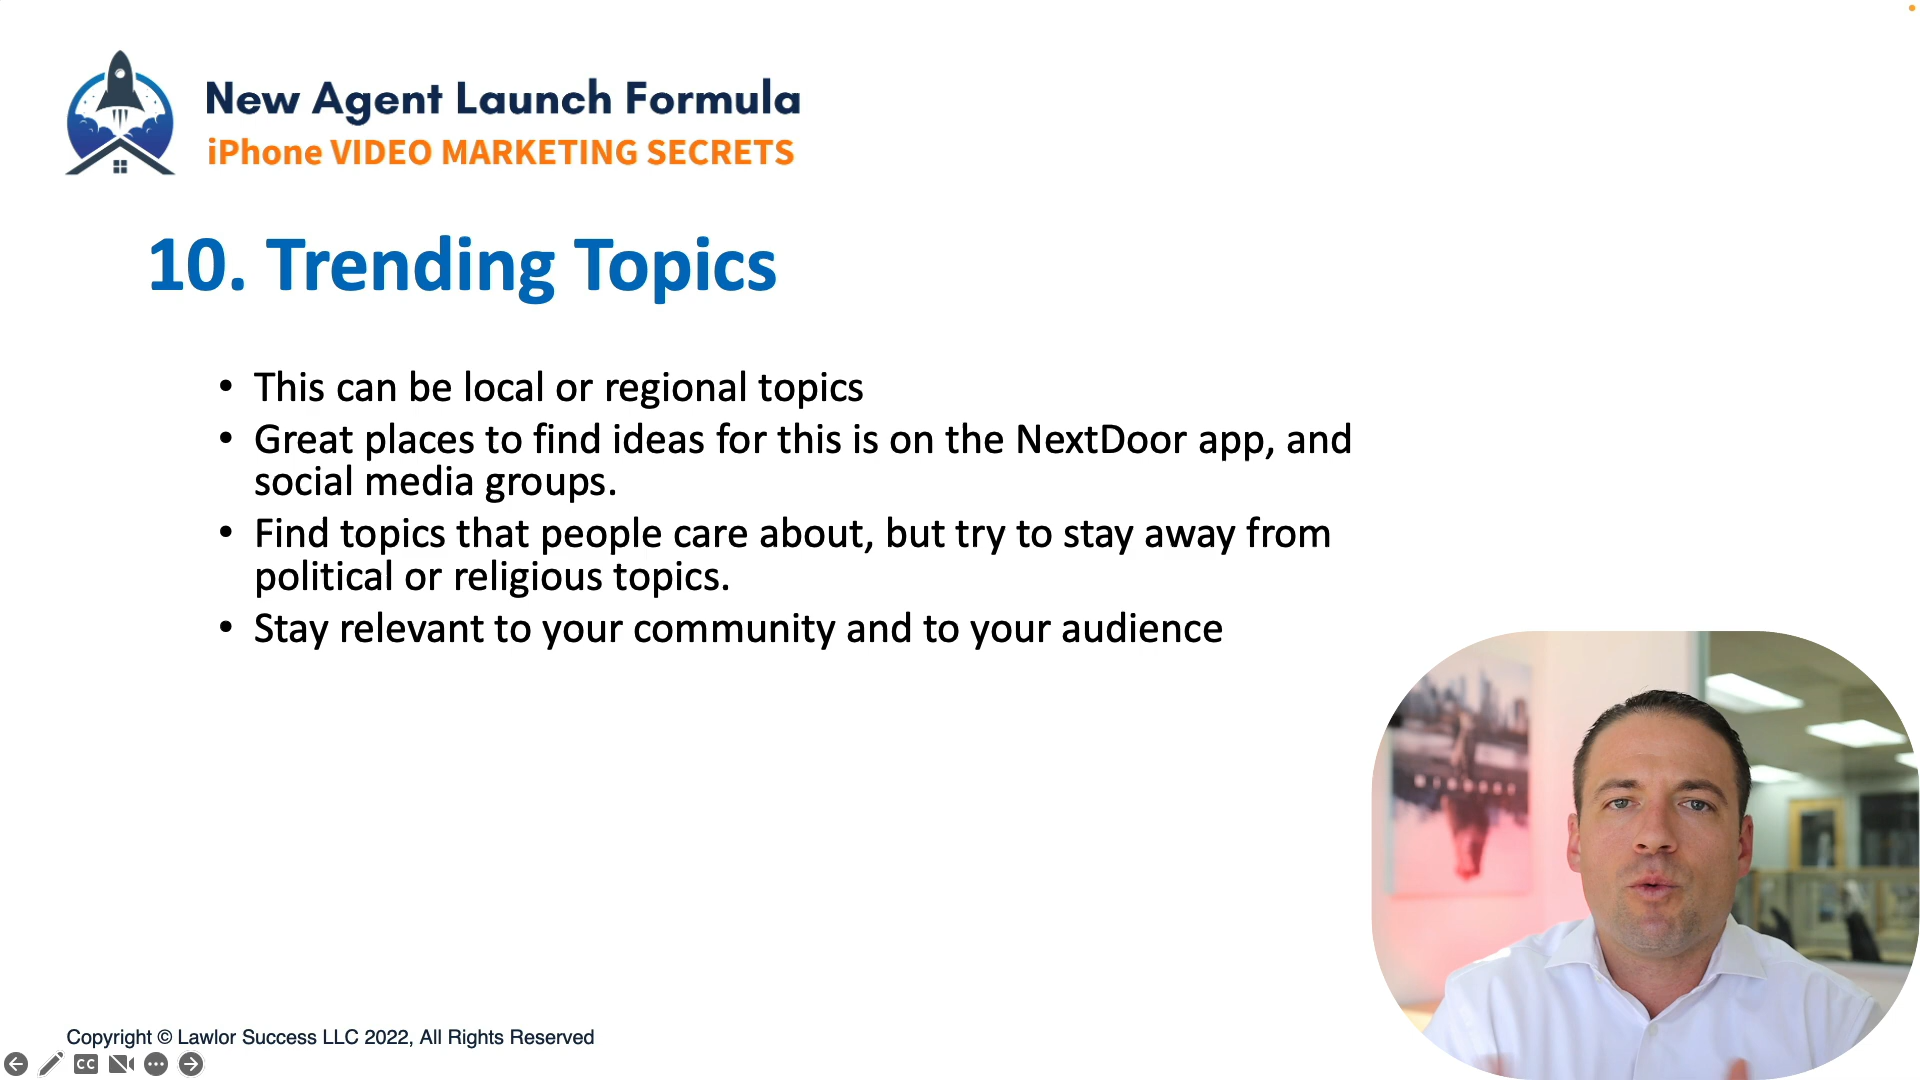 New Agent Launch Formula
iPhone VIDEO MARKETING SECRETS
10. Trending Topics
• This can be local or regional topics
• Great places to find ideas for this is on the NextDoor app, and
social media groups.
• Find topics that people care about, but try to stay away from
political or religious topics.
• Stay relevant to your community and to your audience
Copyright © Lawlor Success LLC 2022, All Rights Reserved
CC